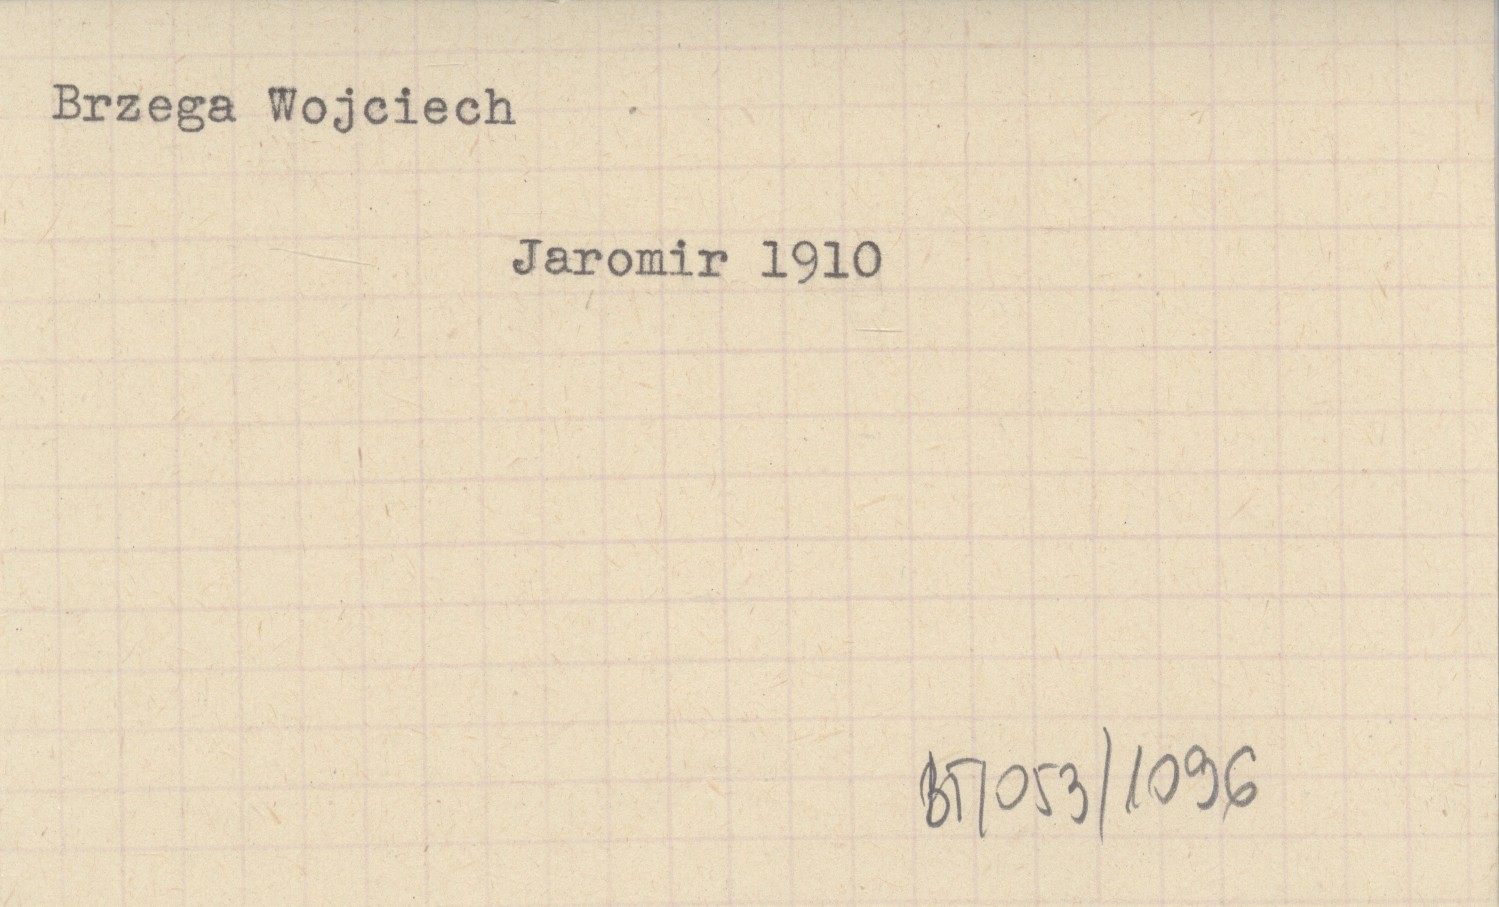 Brzega Wojciech
Jaromir 1910
BT/053/1096